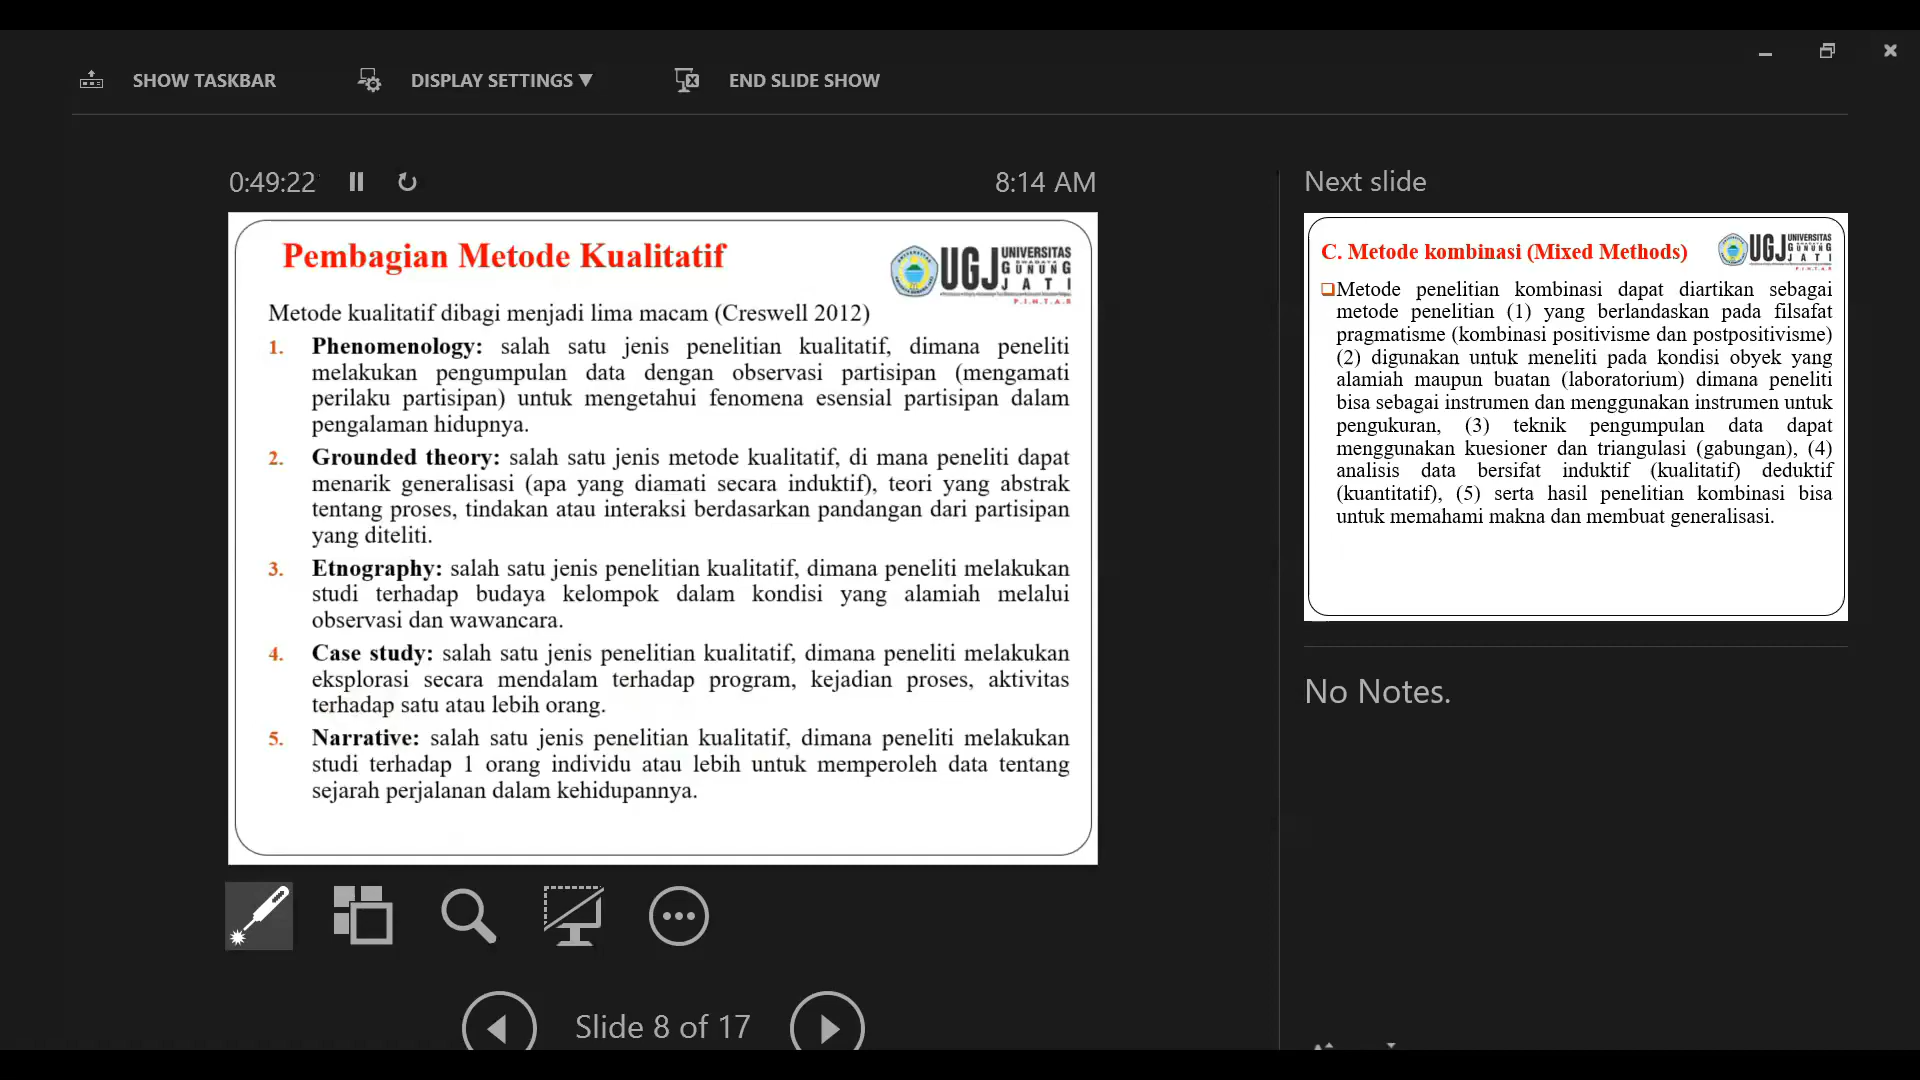 SHOW TASKBAR
DISPLAY SETTINGS ▼
END SLIDE SHOW
0:49:22
8:14 AM
Pembagian Metode Kualitatif
UGJ
UNIVERSITAS
GUNUNG
JATI
P.I.N.T.A.R
Metode kualitatif dibagi menjadi lima macam (Creswell 2012)
1. Phenomenology: salah satu jenis penelitian kualitatif, dimana peneliti
melakukan pengumpulan data dengan observasi partisipan (mengamati
perilaku partisipan) untuk mengetahui fenomena esensial partisipan dalam
pengalaman hidupnya.
2. Grounded theory: salah satu jenis metode kualitatif, di mana peneliti dapat
menarik generalisasi (apa yang diamati secara induktif), teori yang abstrak
tentang proses, tindakan atau interaksi berdasarkan pandangan dari partisipan
yang diteliti.
3. Etnography: salah satu jenis penelitian kualitatif, dimana peneliti melakukan
studi terhadap budaya kelompok dalam kondisi yang alamiah melalui
observasi dan wawancara.
4. Case study: salah satu jenis penelitian kualitatif, dimana peneliti melakukan
eksplorasi secara mendalam terhadap program, kejadian proses, aktivitas
terhadap satu atau lebih orang.
5. Narrative: salah satu jenis penelitian kualitatif, dimana peneliti melakukan
studi terhadap 1 orang individu atau lebih untuk memperoleh data tentang
sejarah perjalanan dalam kehidupannya.
Slide 8 of 17
Next slide
C. Metode kombinasi (Mixed Methods)
UGJ
UNIVERSITAS
GUNUNG
JATI
P.I.N.T.A.R
Metode penelitian kombinasi dapat diartikan sebagai
metode penelitian (1) yang berlandaskan pada filsafat
pragmatisme (kombinasi positivisme dan postpositivisme)
(2) digunakan untuk meneliti pada kondisi obyek yang
alamiah maupun buatan (laboratorium) dimana peneliti
bisa sebagai instrumen dan menggunakan instrumen untuk
pengukuran, (3) teknik pengumpulan data dapat
menggunakan kuesioner dan triangulasi (gabungan), (4)
analisis data bersifat induktif (kualitatif) deduktif
(kuantitatif), (5) serta hasil penelitian kombinasi bisa
untuk memahami makna dan membuat generalisasi.
No Notes.